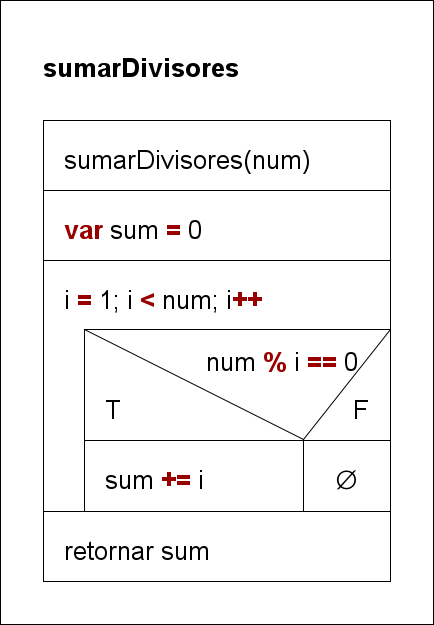 sumarDivisores
sumarDivisores(num)
var sum = 0
i = 1; i < num; i++
num % i == 0
T
F
sum += i
∅
retornar sum